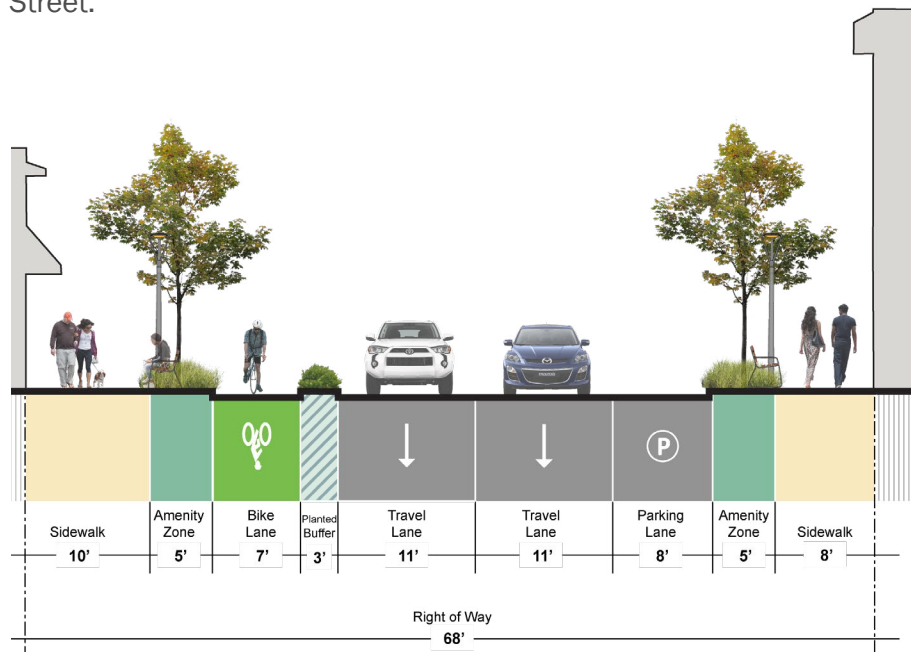 Street.
P
Sidewalk
10'
Amenity
Zone
5'
Bike
Lane
7'
Planted
Buffer
3'
Travel
Lane
11'
Travel
Lane
11'
Parking
Lane
8'
Amenity
Zone
5'
Sidewalk
8'
Right of Way
68'